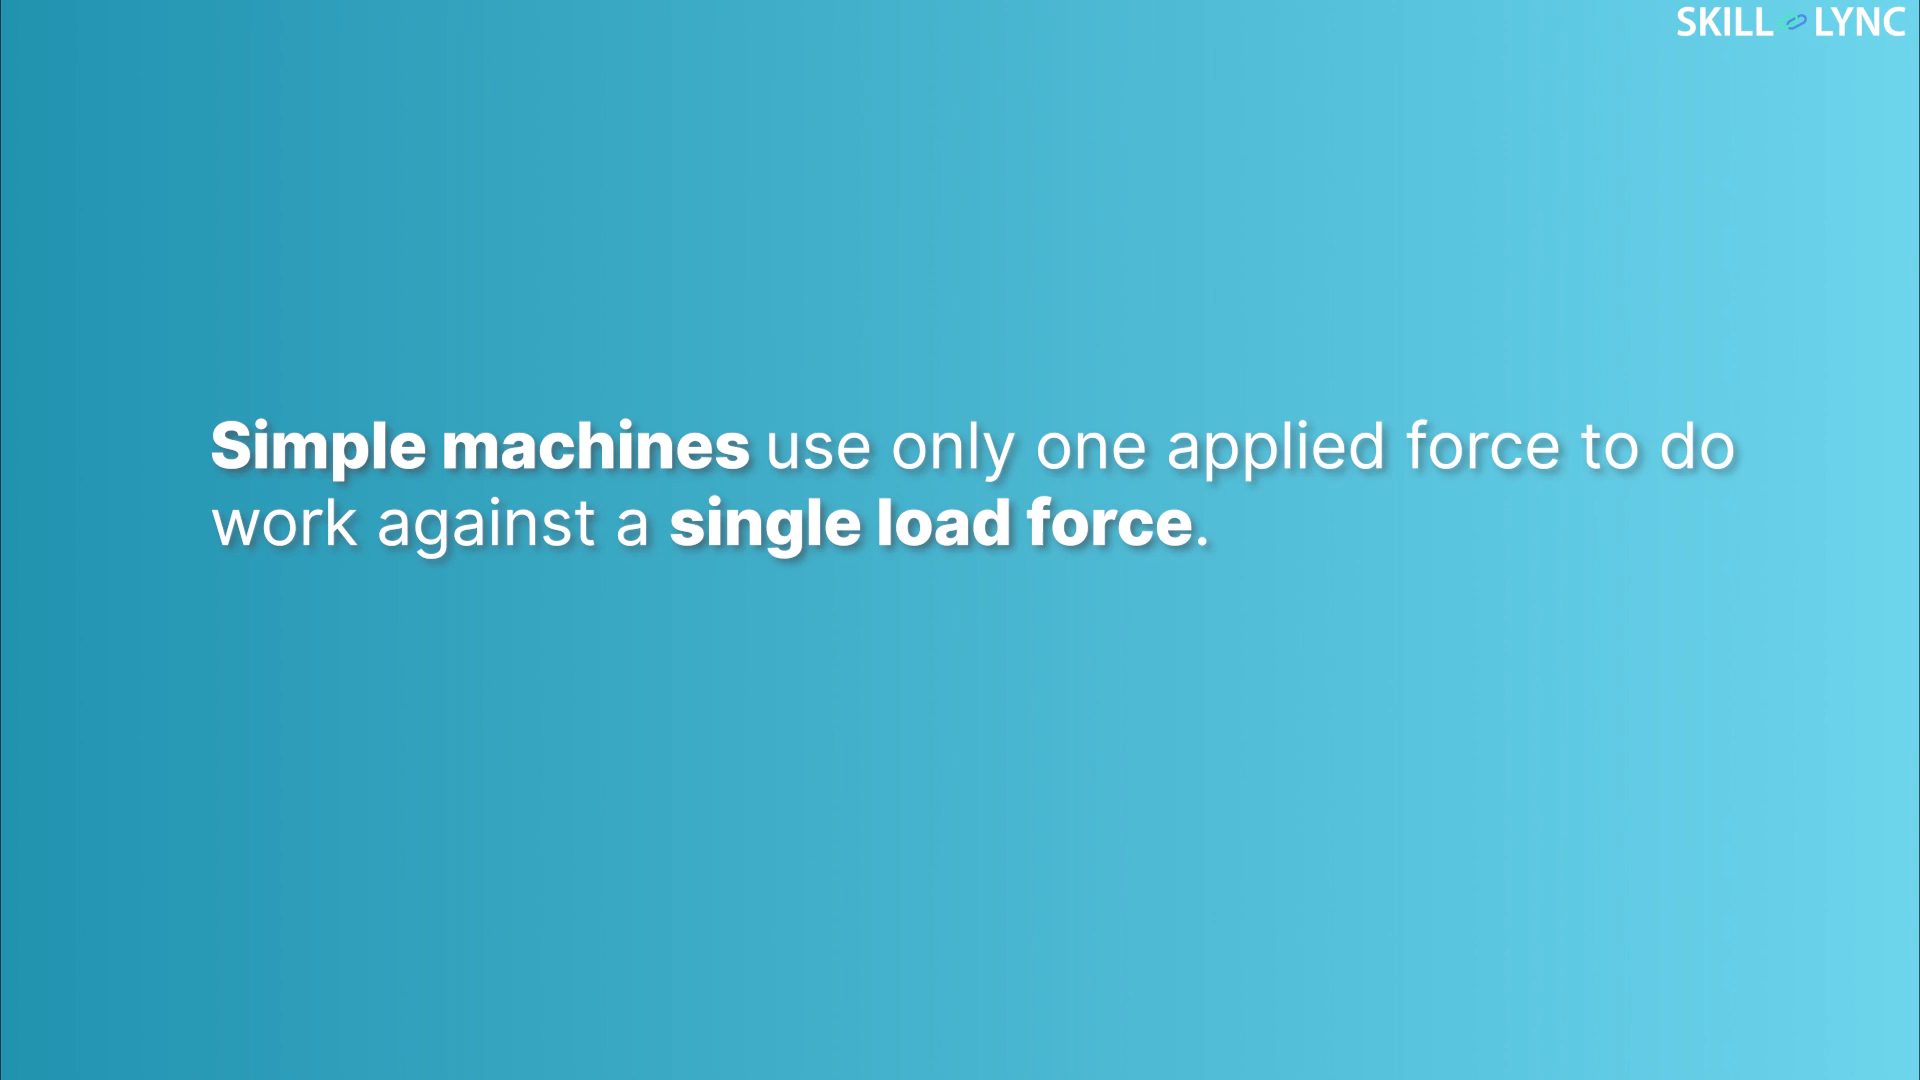 SKILL LYNC
Simple machines use only one applied force to do
work against a single load force.